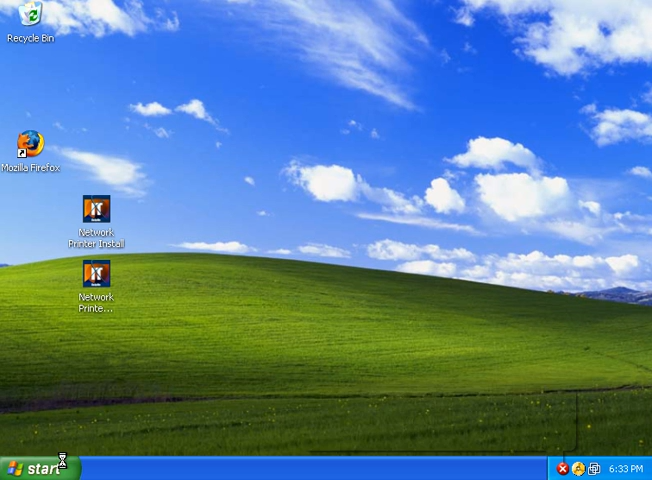 Recycle Bin
Mozilla Firefox
Network
Printer Install
Network
Printe...
start
6:33 PM